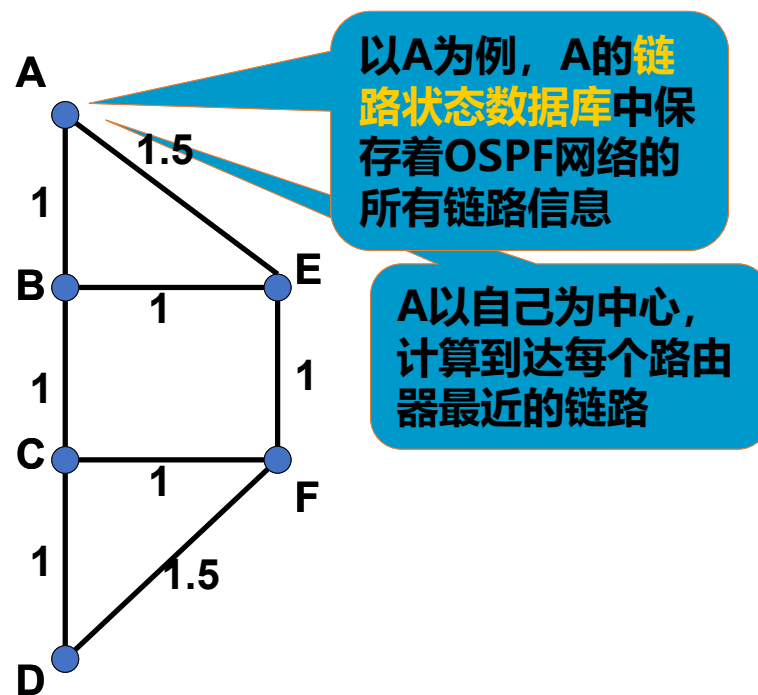 A
以A为例，A的链
路状态数据库中保
存着OSPF网络的
所有链路信息
1.5
1
B
E
1
A以自己为中心，
计算到达每个路由
器最近的链路
1
1
C
1
F
1
1.5
D